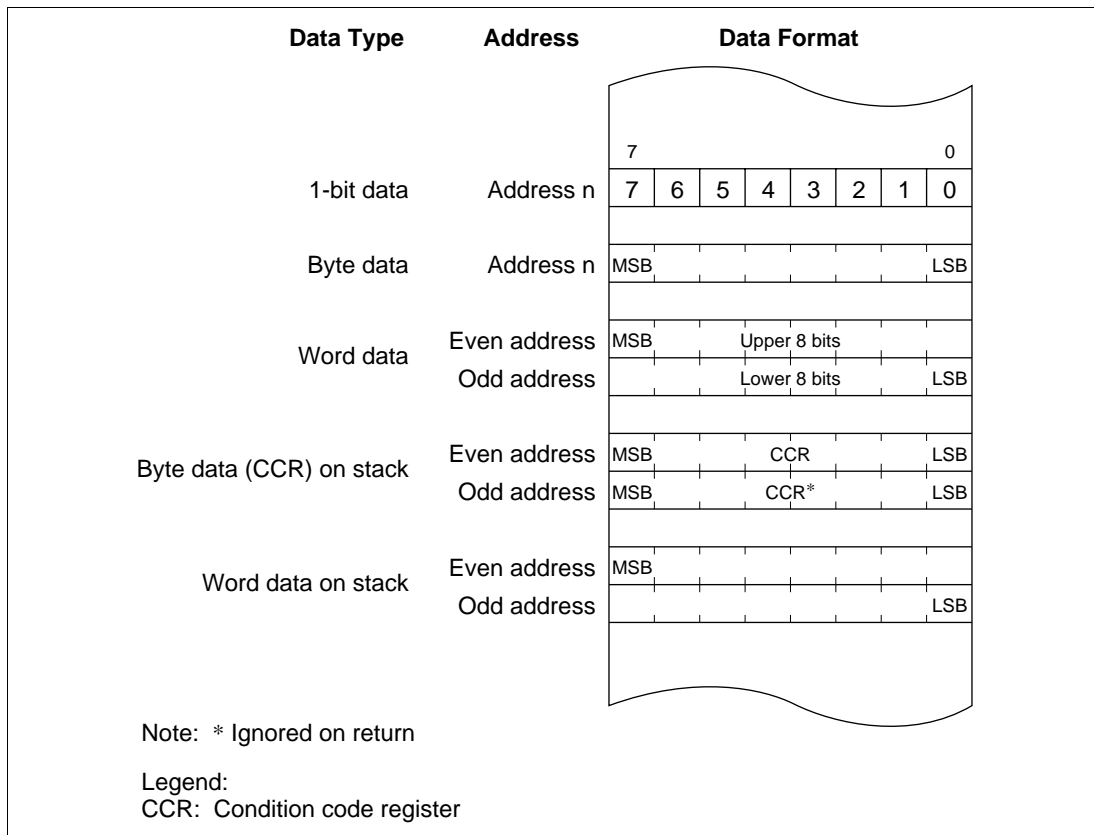 Data Type Address Data Format
7 0
1-bit data Address n 7 6 5 4 3 2 1 0
Byte data Address n MSB LSB
Word data
Even address MSB Upper 8 bits
Odd address Lower 8 bits LSB
Byte data (CCR) on stack
Even address MSB CCR LSB
Odd address MSB CCR* LSB
Word data on stack
Even address MSB
Odd address LSB
Note: * Ignored on return
Legend:
CCR: Condition code register